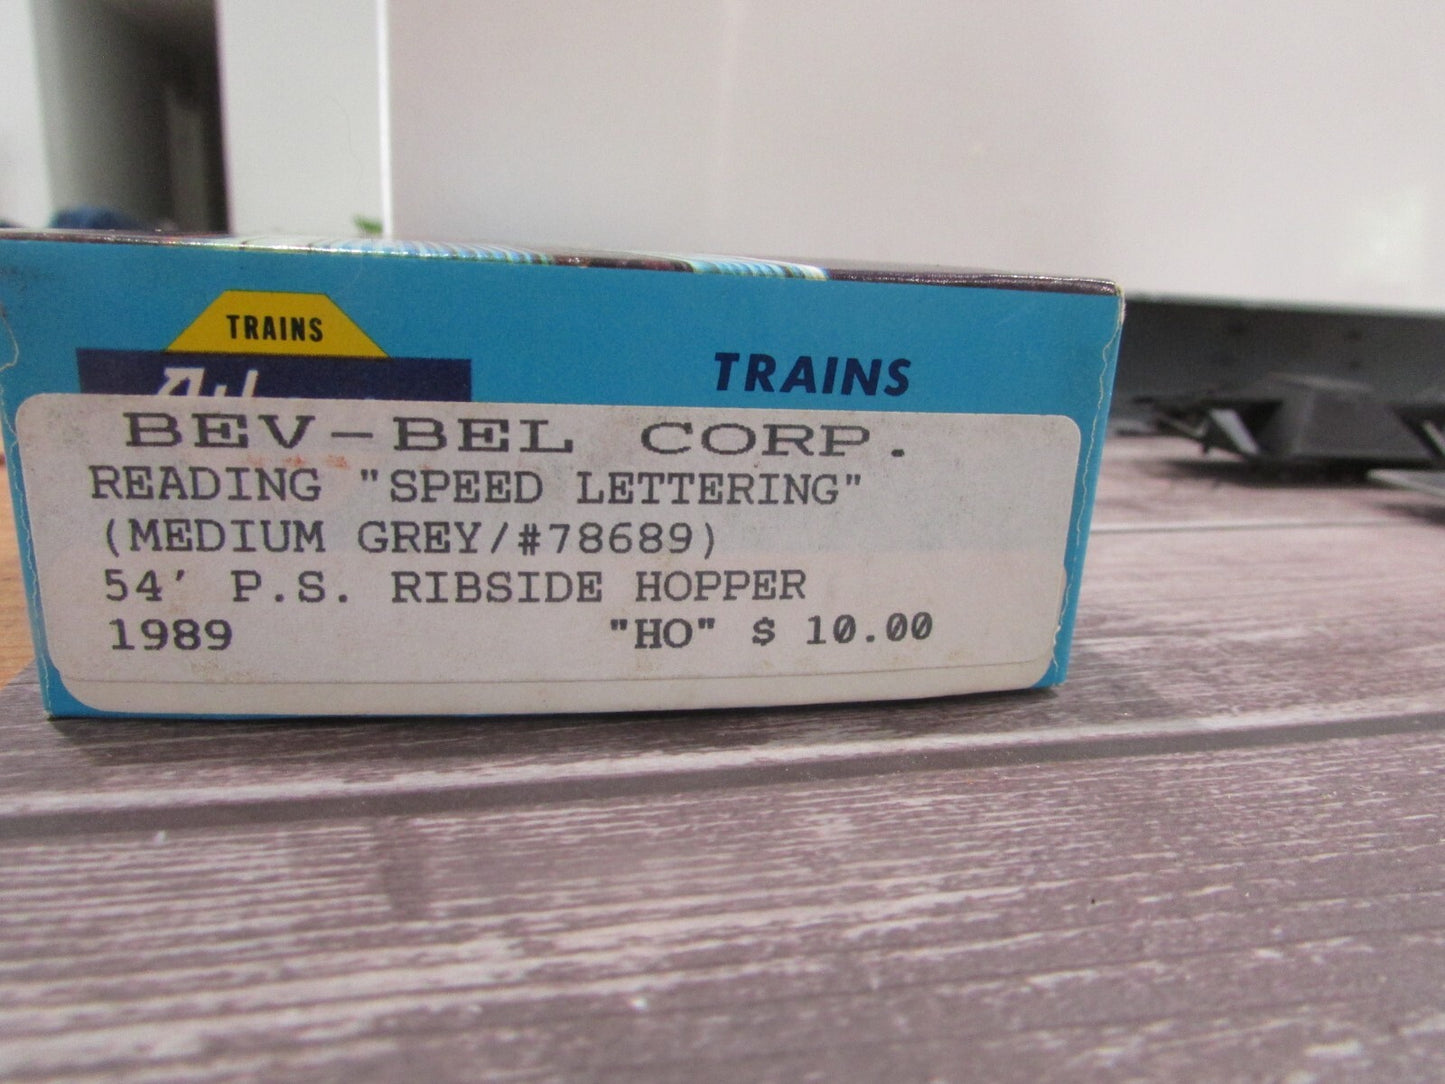 TRAINS
TRAINS
BEV-BEL CORP.
READING "SPEED LETTERING"
(MEDIUM GREY/#78689)
54' P.S. RIBSIDE HOPPER
1989 "HO" $ 10.00